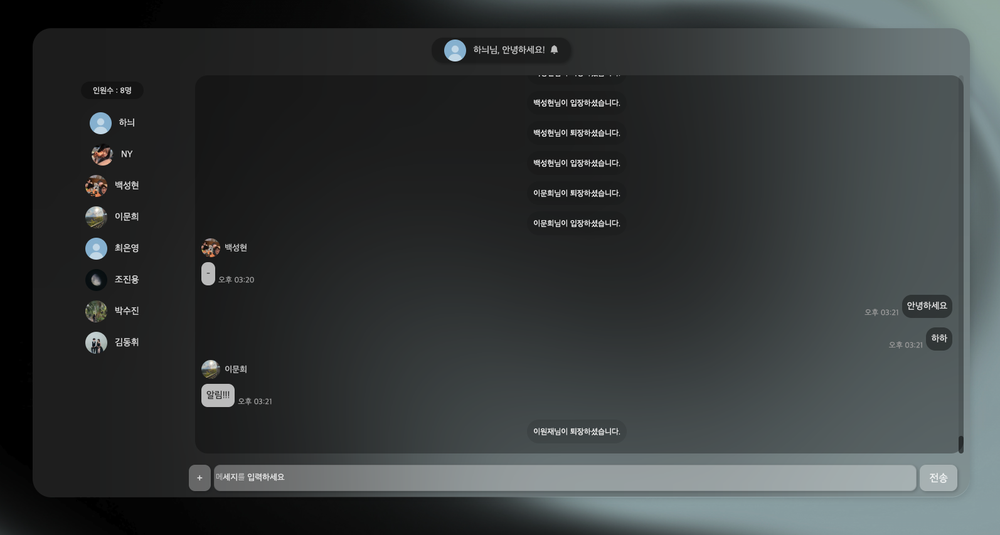 하늬님, 안녕하세요!
인원수 : 8명
하늬
NY
백성현
이문희
최은영
조진용
박수진
김동휘
백성현님이 입장하셨습니다.
백성현님이 퇴장하셨습니다.
백성현님이 입장하셨습니다.
이문희님이 퇴장하셨습니다.
이문희님이 입장하셨습니다.
백성현
-
오후 03:20
오후 03:21
안녕하세요
오후 03:21
하하
이문희
알림!!!
오후 03:21
이원재님이 퇴장하셨습니다.
+
메세지를 입력하세요
전송